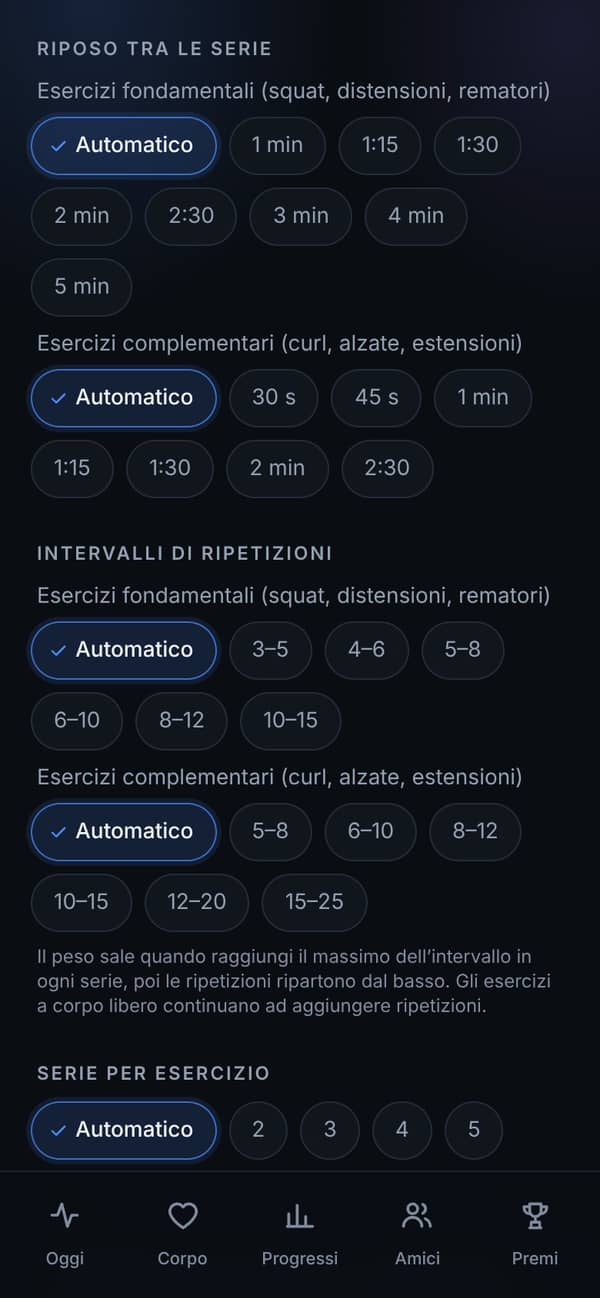 RIPOSO TRA LE SERIE
Esercizi fondamentali (squat, distensioni, rematori)
Automatico 1 min 1:15 1:30
2 min 2:30 3 min 4 min
5 min
Esercizi complementari (curl, alzate, estensioni)
Automatico 30 s 45 s 1 min
1:15 1:30 2 min 2:30
INTERVALLI DI RIPETIZIONI
Esercizi fondamentali (squat, distensioni, rematori)
Automatico 3–5 4–6 5–8
6–10 8–12 10–15
Esercizi complementari (curl, alzate, estensioni)
Automatico 5–8 6–10 8–12
10–15 12–20 15–25
Il peso sale quando raggiungi il massimo dell’intervallo in
ogni serie, poi le ripetizioni ripartono dal basso. Gli esercizi
a corpo libero continuano ad aggiungere ripetizioni.
SERIE PER ESERCIZIO
Automatico 2 3 4 5
Oggi Corpo Progressi Amici Premi